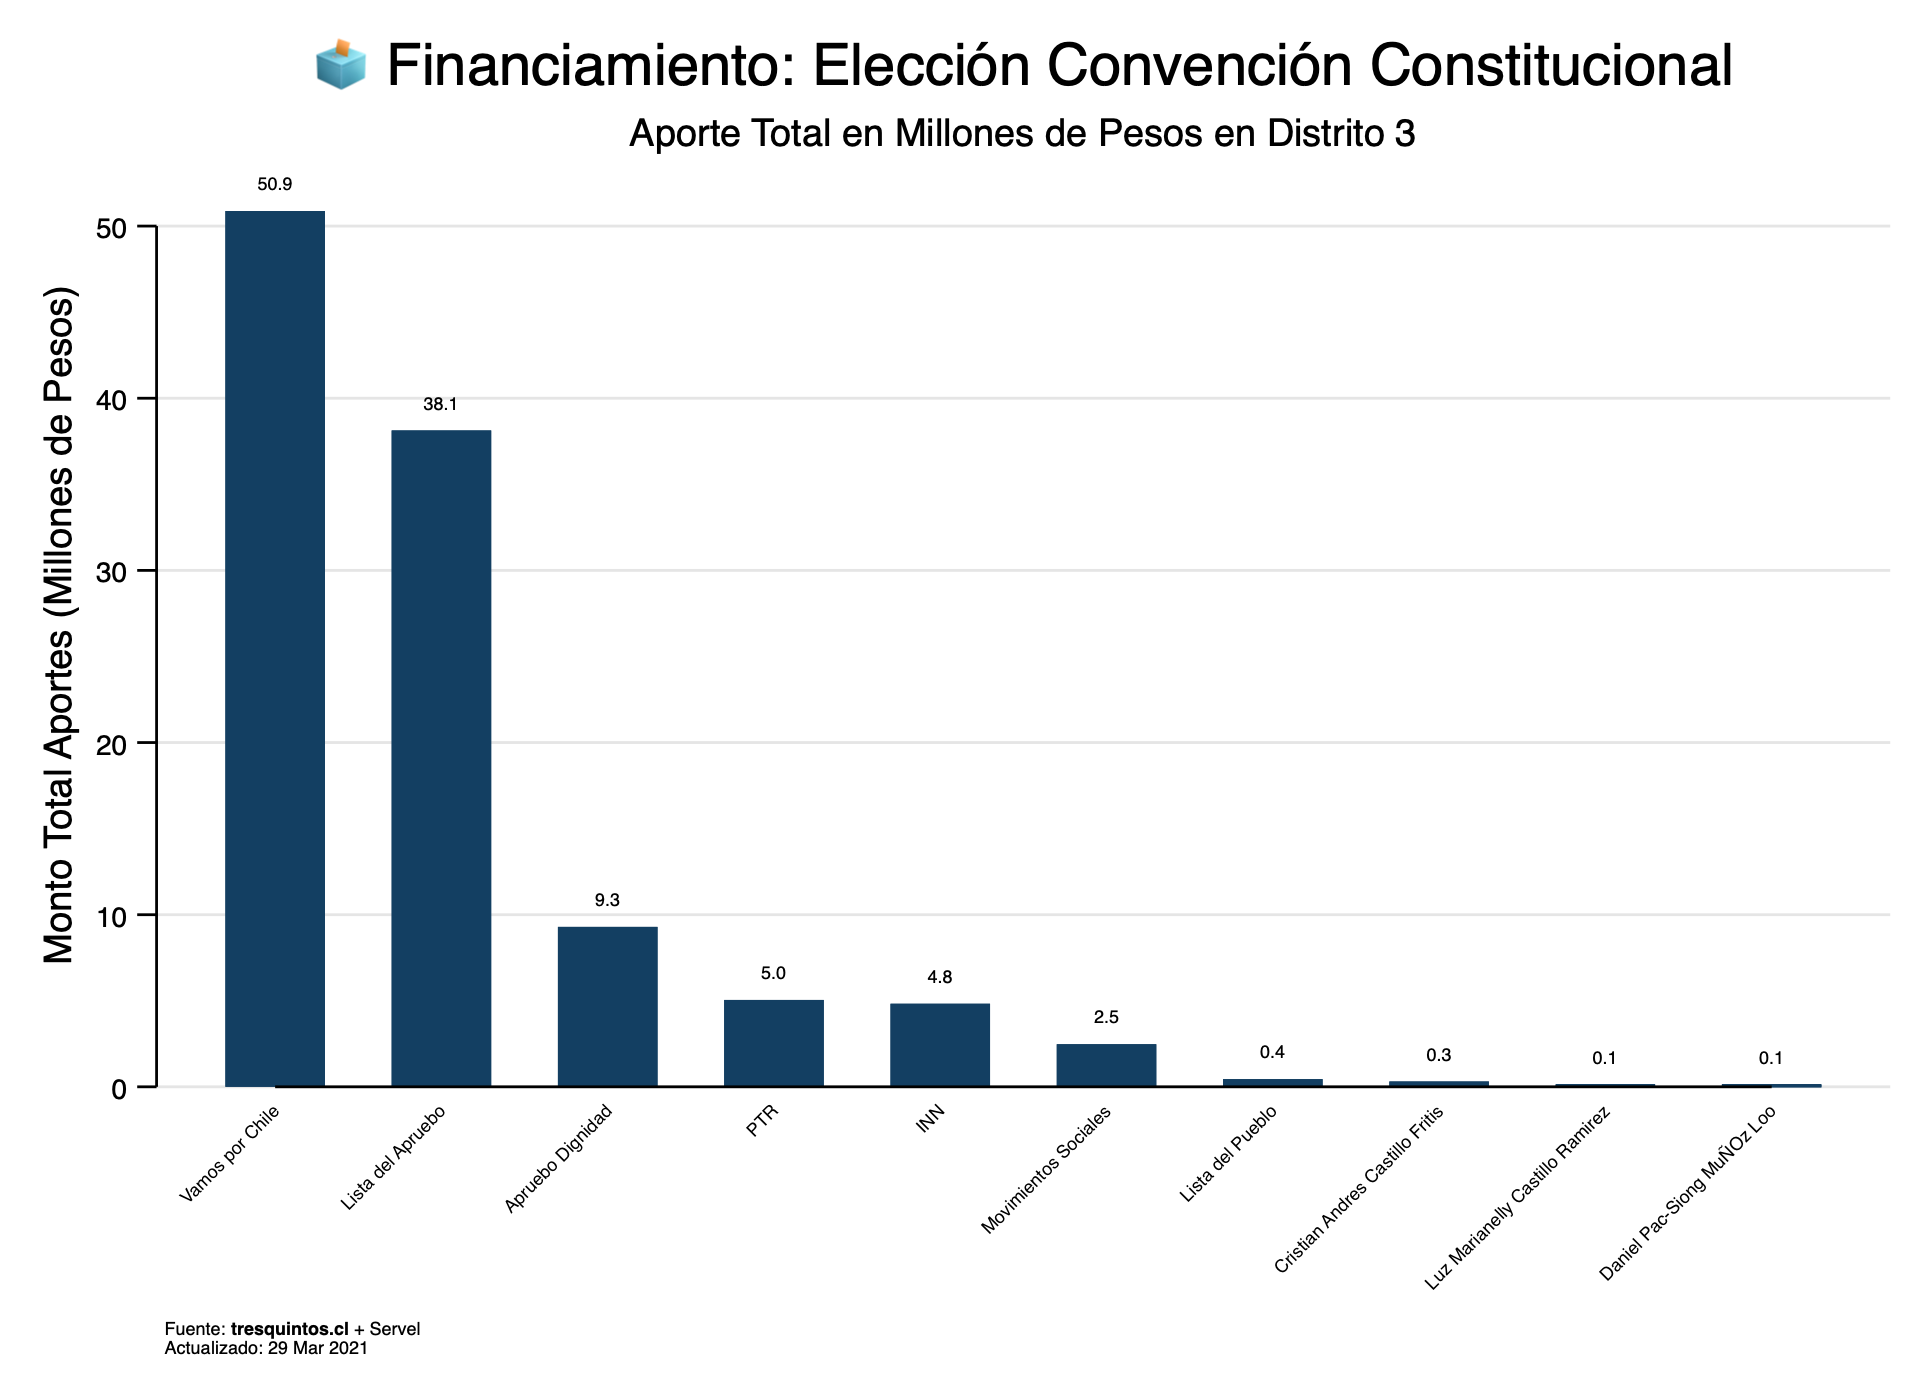 Financiamiento: Elección Convención Constitucional
Aporte Total en Millones de Pesos en Distrito 3
Monto Total Aportes (Millones de Pesos)
50
40
30
20
10
0
50.9
38.1
9.3
5.0
4.8
2.5
0.4
0.3
0.1
0.1
Vamos por Chile
Lista del Apruebo
Apruebo Dignidad
PTR
INN
Movimientos Sociales
Lista del Pueblo
Cristian Andres Castillo Fritis
Luz Marianelly Castillo Ramirez
Daniel Pac-Siong MuÑOz Loo
Fuente: tresquintos.cl + Servel
Actualizado: 29 Mar 2021